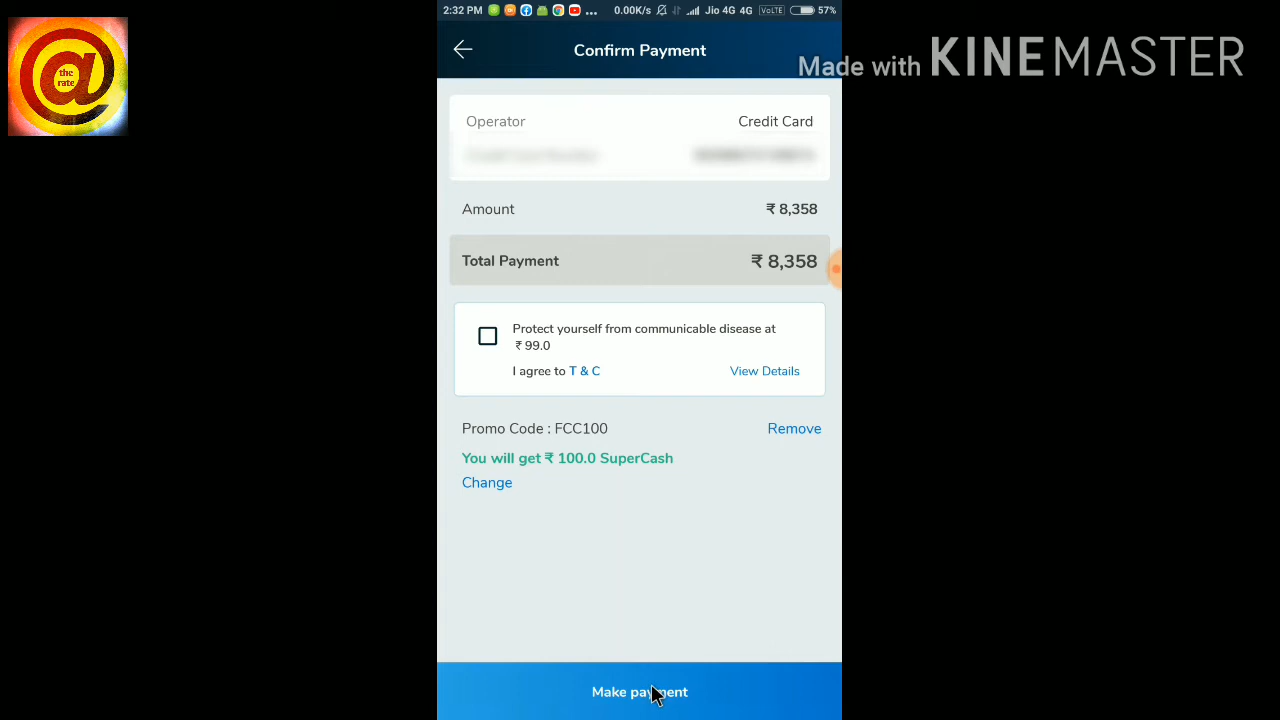 2:32 PM ... 0.00K/s Jio 4G 4G VoLTE 57%
the
rate
Confirm Payment
Made with KINEMASTER
Operator Credit Card
Amount ₹ 8,358
Total Payment ₹ 8,358
Protect yourself from communicable disease at
₹ 99.0
I agree to T & C View Details
Promo Code : FCC100 Remove
You will get ₹ 100.0 SuperCash
Change
Make payment